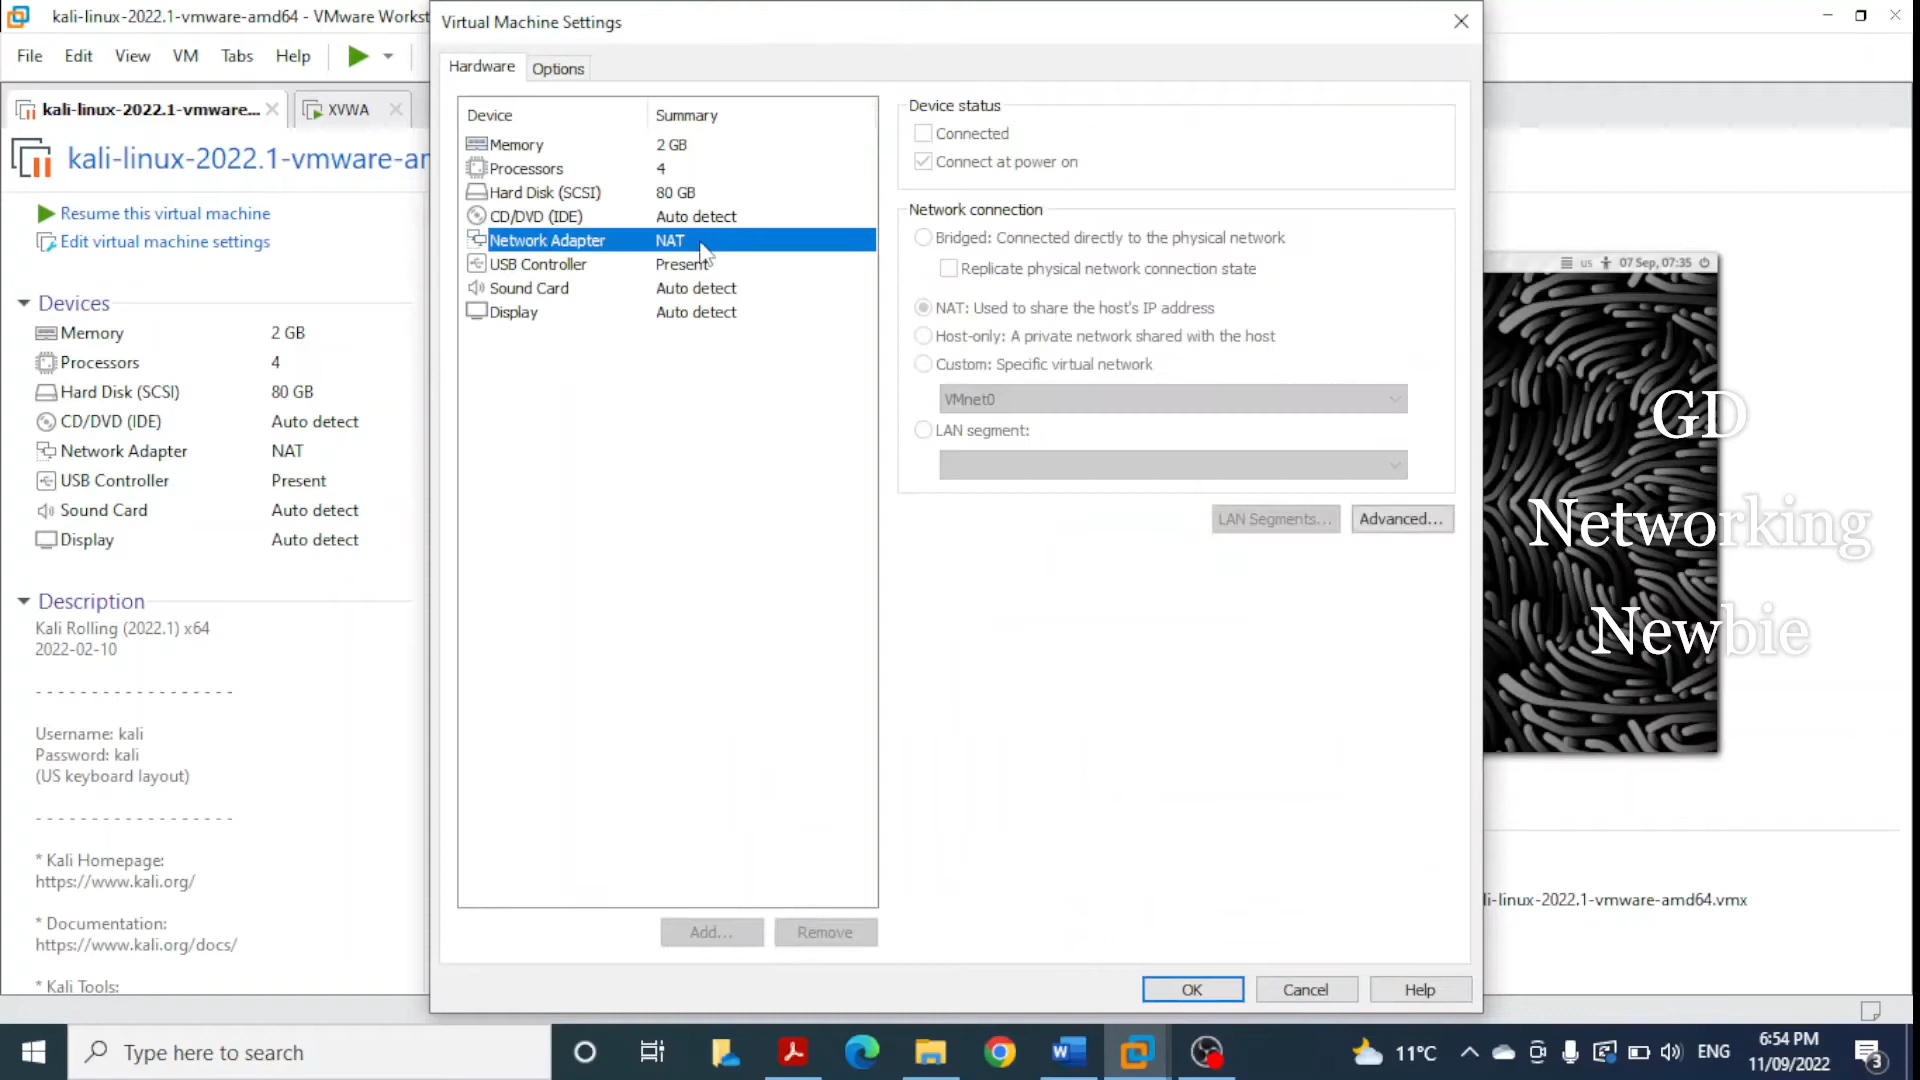 kali-linux-2022.1-vmware-amd64 - VMware Workst
File Edit View VM Tabs Help
kali-linux-2022.1-vmware...
XVWA
kali-linux-2022.1-vmware-am
Resume this virtual machine
Edit virtual machine settings
Devices
Memory 2 GB
Processors 4
Hard Disk (SCSI) 80 GB
CD/DVD (IDE) Auto detect
Network Adapter NAT
USB Controller Present
Sound Card Auto detect
Display Auto detect
Description
Kali Rolling (2022.1) x64
2022-02-10
- - - - - - - - - - - - - - - - - -
Username: kali
Password: kali
(US keyboard layout)
- - - - - - - - - - - - - - - - - -
* Kali Homepage:
https://www.kali.org/
* Documentation:
https://www.kali.org/docs/
* Kali Tools:
Virtual Machine Settings
Hardware Options
Device Summary
Memory 2 GB
Processors 4
Hard Disk (SCSI) 80 GB
CD/DVD (IDE) Auto detect
Network Adapter NAT
USB Controller Present
Sound Card Auto detect
Display Auto detect
Add... Remove
Device status
Connected
Connect at power on
Network connection
Bridged: Connected directly to the physical network
Replicate physical network connection state
NAT: Used to share the host's IP address
Host-only: A private network shared with the host
Custom: Specific virtual network
VMnet0
LAN segment:
LAN Segments... Advanced...
OK Cancel Help
us 07 Sep, 07:35
GD
Networking
Newbie
li-linux-2022.1-vmware-amd64.vmx
Type here to search
11°C
ENG
6:54 PM
11/09/2022
3